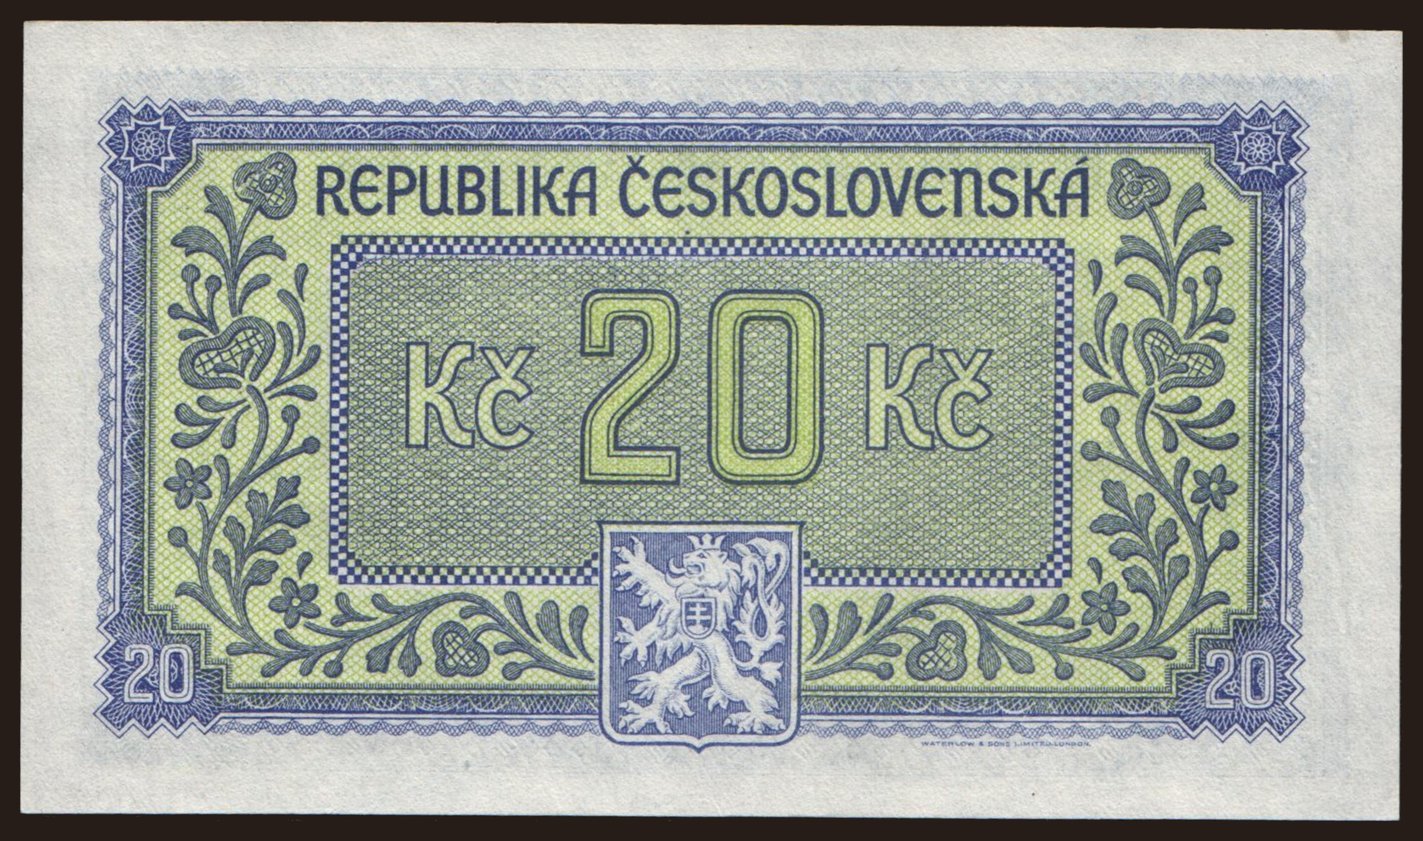 REPUBLIKA ČESKOSLOVENSKÁ
Kč 20 Kč
20 20
WATERLOW & SONS LIMITED, LONDON.